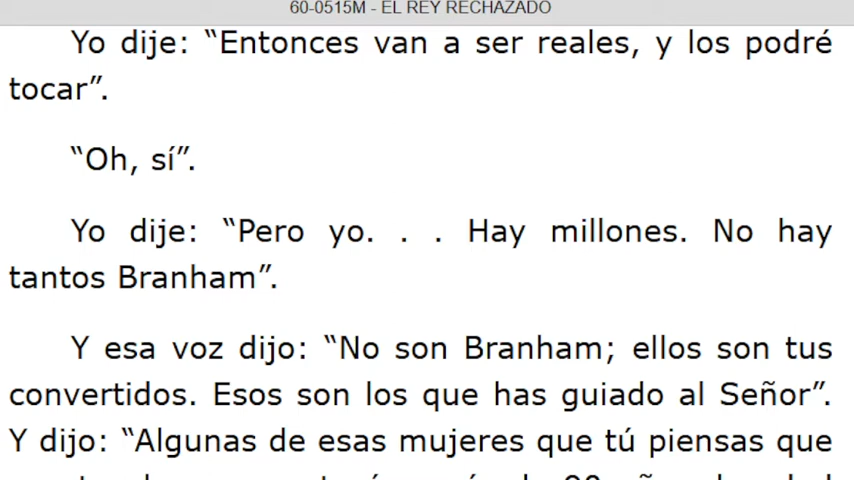 60-0515M - EL REY RECHAZADO
Yo dije: “Entonces van a ser reales, y los podré
tocar”.
“Oh, sí”.
Yo dije: “Pero yo. . . Hay millones. No hay
tantos Branham”.
Y esa voz dijo: “No son Branham; ellos son tus
convertidos. Esos son los que has guiado al Señor”.
Y dijo: “Algunas de esas mujeres que tú piensas que